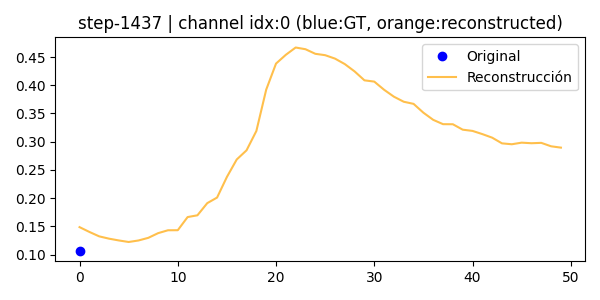 step-1437 | channel idx:0 (blue:GT, orange:reconstructed)
Original
Reconstrucción
0.45
0.40
0.35
0.30
0.25
0.20
0.15
0.10
0 10 20 30 40 50